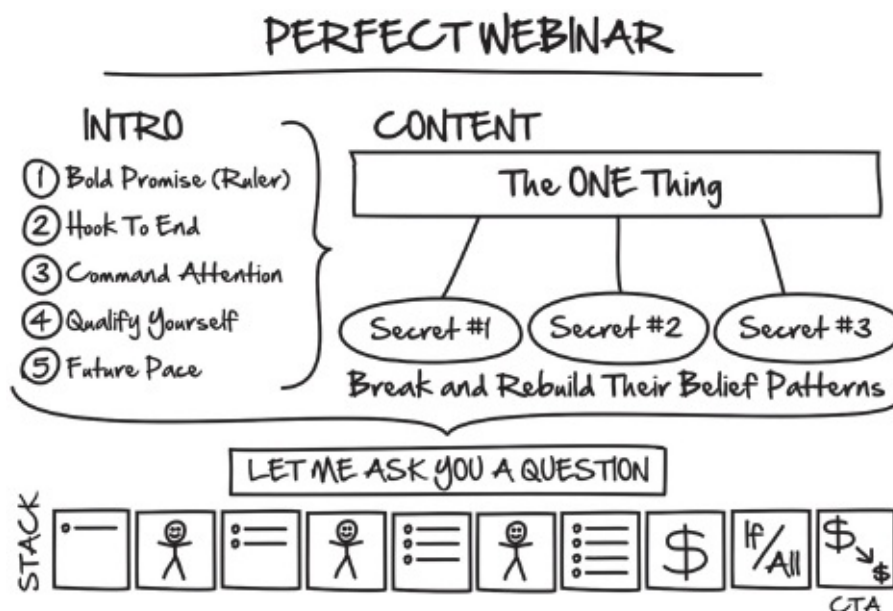 PERFECT WEBINAR
INTRO
1 Bold Promise (Ruler)
2 Hook To End
3 Command Attention
4 Qualify Yourself
5 Future Pace
CONTENT
The ONE Thing
Secret #1 Secret #2 Secret #3
Break and Rebuild Their Belief Patterns
LET ME ASK YOU A QUESTION
STACK
$ If/All $ $
CTA